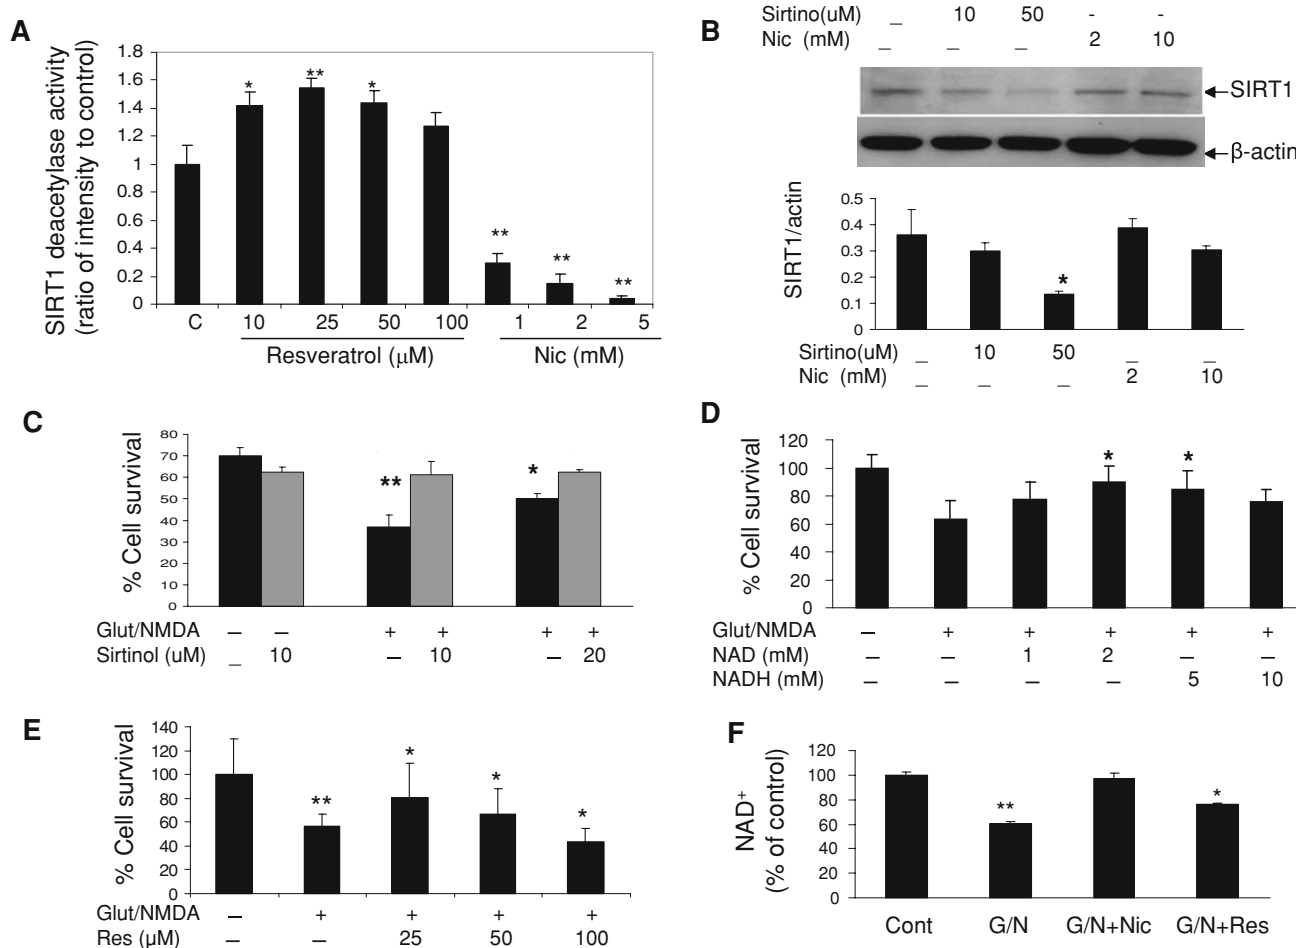 A
SIRT1 deacetylase activity
(ratio of intensity to control)
1.8
1.6
1.4
1.2
1
0.8
0.6
0.4
0.2
0
* ** * ** ** **
C 10 25 50 100 1 2 5
Resveratrol (µM) Nic (mM)
B
Sirtino(uM) _ 10 50 - -
Nic (mM) _ _ _ 2 10
SIRT1
β-actin
SIRT1/actin
0.5
0.4
0.3
0.2
0.1
0
*
Sirtino(uM) _ 10 50 _ _
Nic (mM) _ _ _ 2 10
C
% Cell survival
80
70
60
50
40
30
20
10
0
** *
Glut/NMDA – – + + + +
Sirtinol (uM) _ 10 – 10 – 20
D
% Cell survival
120
100
80
60
40
20
0
* *
Glut/NMDA – + + + + +
NAD (mM) – – 1 2 – –
NADH (mM) – – – – 5 10
E
% Cell survival
140
120
100
80
60
40
20
0
** * * *
Glut/NMDA – + + + +
Res (µM) – – 25 50 100
F
NAD+
(% of control)
120
100
80
60
40
20
0
** *
Cont G/N G/N+Nic G/N+Res